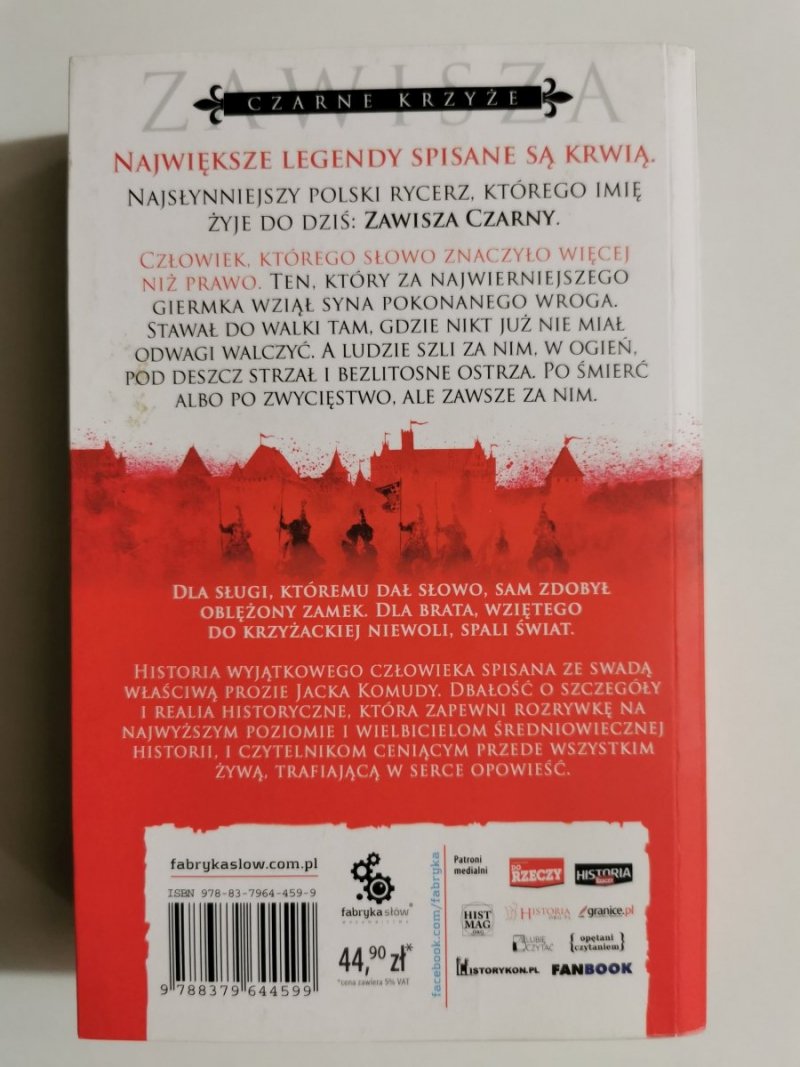 ZAWISZA
CZARNE KRZYŻE
NAJWIĘKSZE LEGENDY SPISANE SĄ KRWIĄ.
NAJSŁYNNIEJSZY POLSKI RYCERZ, KTÓREGO IMIĘ
ŻYJE DO DZIŚ: ZAWISZA CZARNY.
CZŁOWIEK, KTÓREGO SŁOWO ZNACZYŁO WIĘCEJ
NIŻ PRAWO. TEN, KTÓRY ZA NAJWIERNIEJSZEGO
GIERMKA WZIĄŁ SYNA POKONANEGO WROGA.
STAWAŁ DO WALKI TAM, GDZIE NIKT JUŻ NIE MIAŁ
ODWAGI WALCZYĆ. A LUDZIE SZLI ZA NIM, W OGIEŃ,
POD DESZCZ STRZAŁ I BEZLITOSNE OSTRZA. PO ŚMIERĆ
ALBO PO ZWYCIĘSTWO, ALE ZAWSZE ZA NIM.
DLA SŁUGI, KTÓREMU DAŁ SŁOWO, SAM ZDOBYŁ
OBLĘŻONY ZAMEK. DLA BRATA, WZIĘTEGO
DO KRZYŻACKIEJ NIEWOLI, SPALI ŚWIAT.
HISTORIA WYJĄTKOWEGO CZŁOWIEKA SPISANA ZE SWADĄ
WŁAŚCIWĄ PROZIE JACKA KOMUDY. DBAŁOŚĆ O SZCZEGÓŁY
I REALIA HISTORYCZNE, KTÓRA ZAPEWNI ROZRYWKĘ NA
NAJWYŻSZYM POZIOMIE I WIELBICIELOM ŚREDNIOWIECZNEJ
HISTORII, I CZYTELNIKOM CENIĄCYM PRZEDE WSZYSTKIM
ŻYWĄ, TRAFIAJĄCĄ W SERCE OPOWIEŚĆ.
fabrykaslow.com.pl
ISBN 978-83-7964-459-9
9 788379 644599
fabryka słów®
44,90 zł*
*cena zawiera 5% VAT
facebook.com/fabryka
Patroni
medialni
DO
RZECZY
HISTORIA
HIST
MAG
.ORG
HISTORIA
granice.pl
LUBIĘ
CZYTAĆ
{opętani
czytaniem}
HISTORYKON.PL
FANBOOK